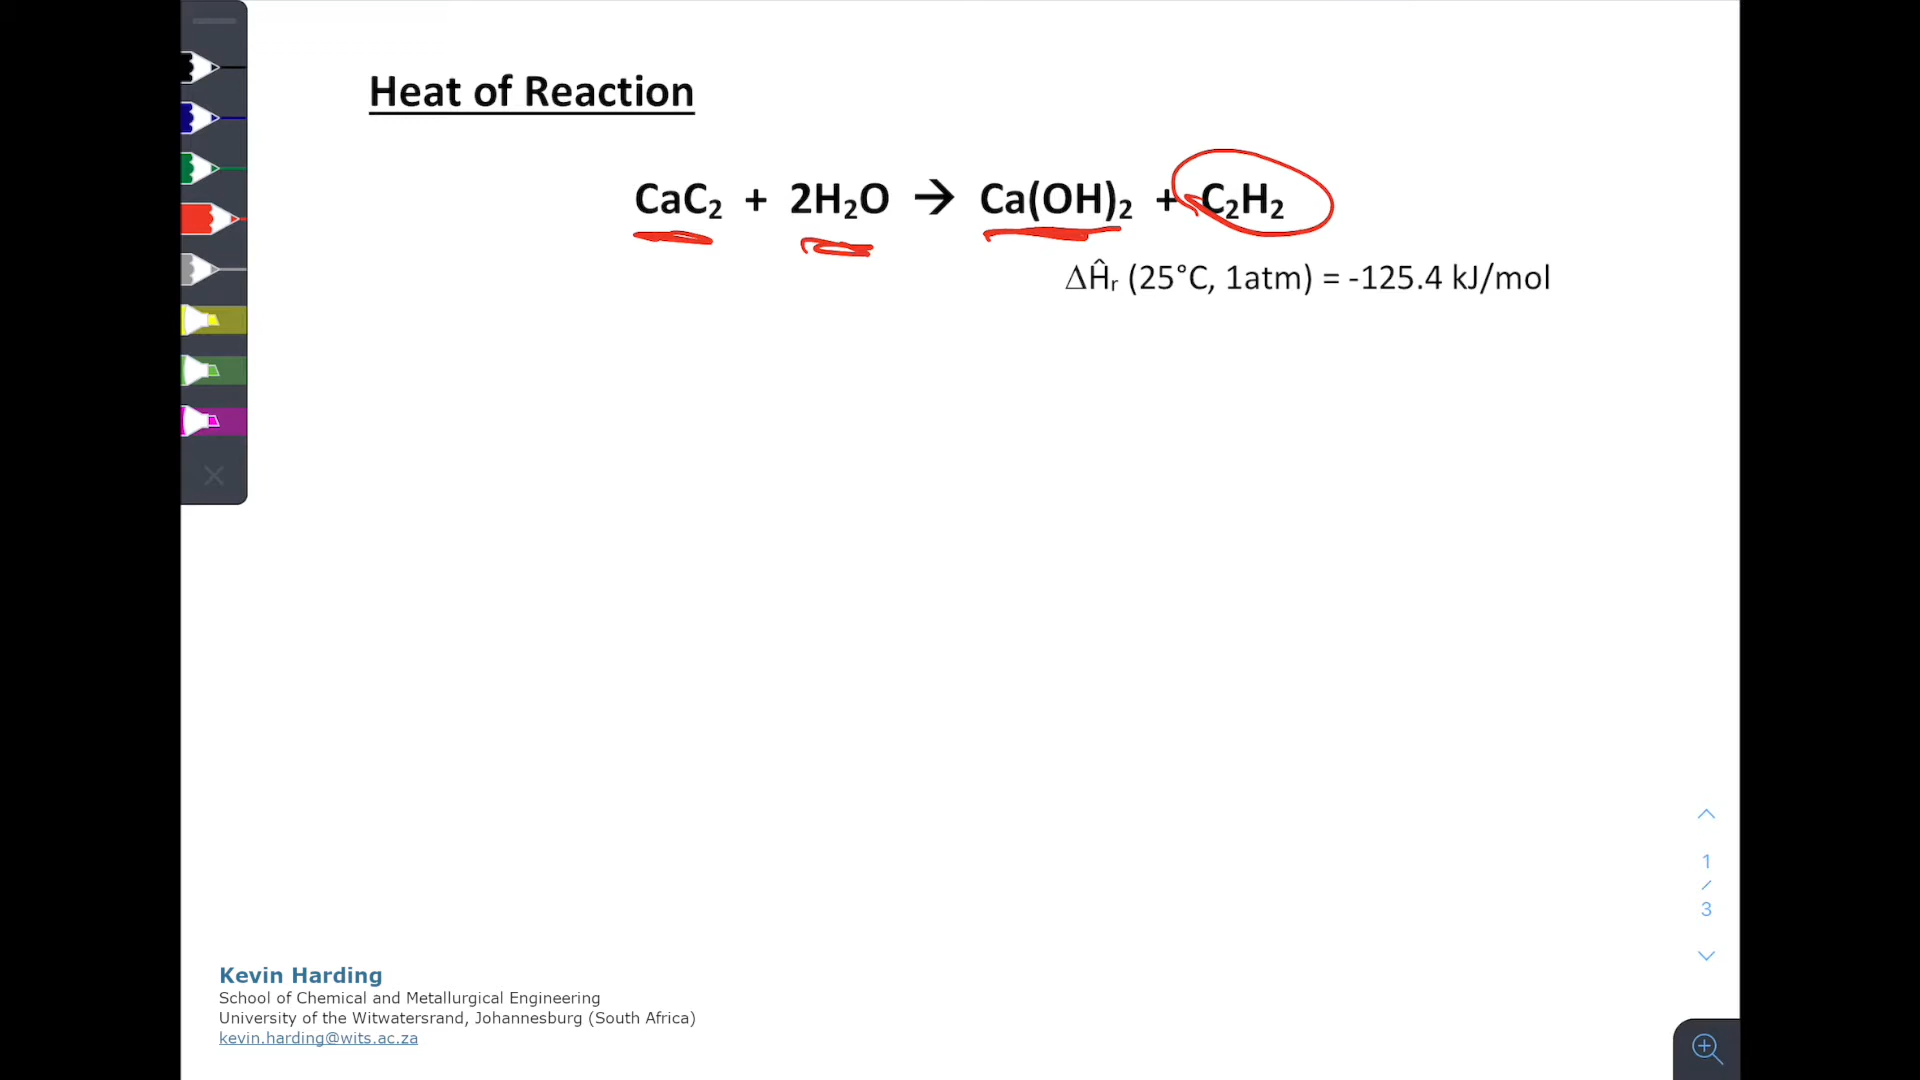 Heat of Reaction
CaC₂ + 2H₂O → Ca(OH)₂ + C₂H₂
ΔĤᵣ (25°C, 1atm) = -125.4 kJ/mol
1
/
3
Kevin Harding
School of Chemical and Metallurgical Engineering
University of the Witwatersrand, Johannesburg (South Africa)
kevin.harding@wits.ac.za